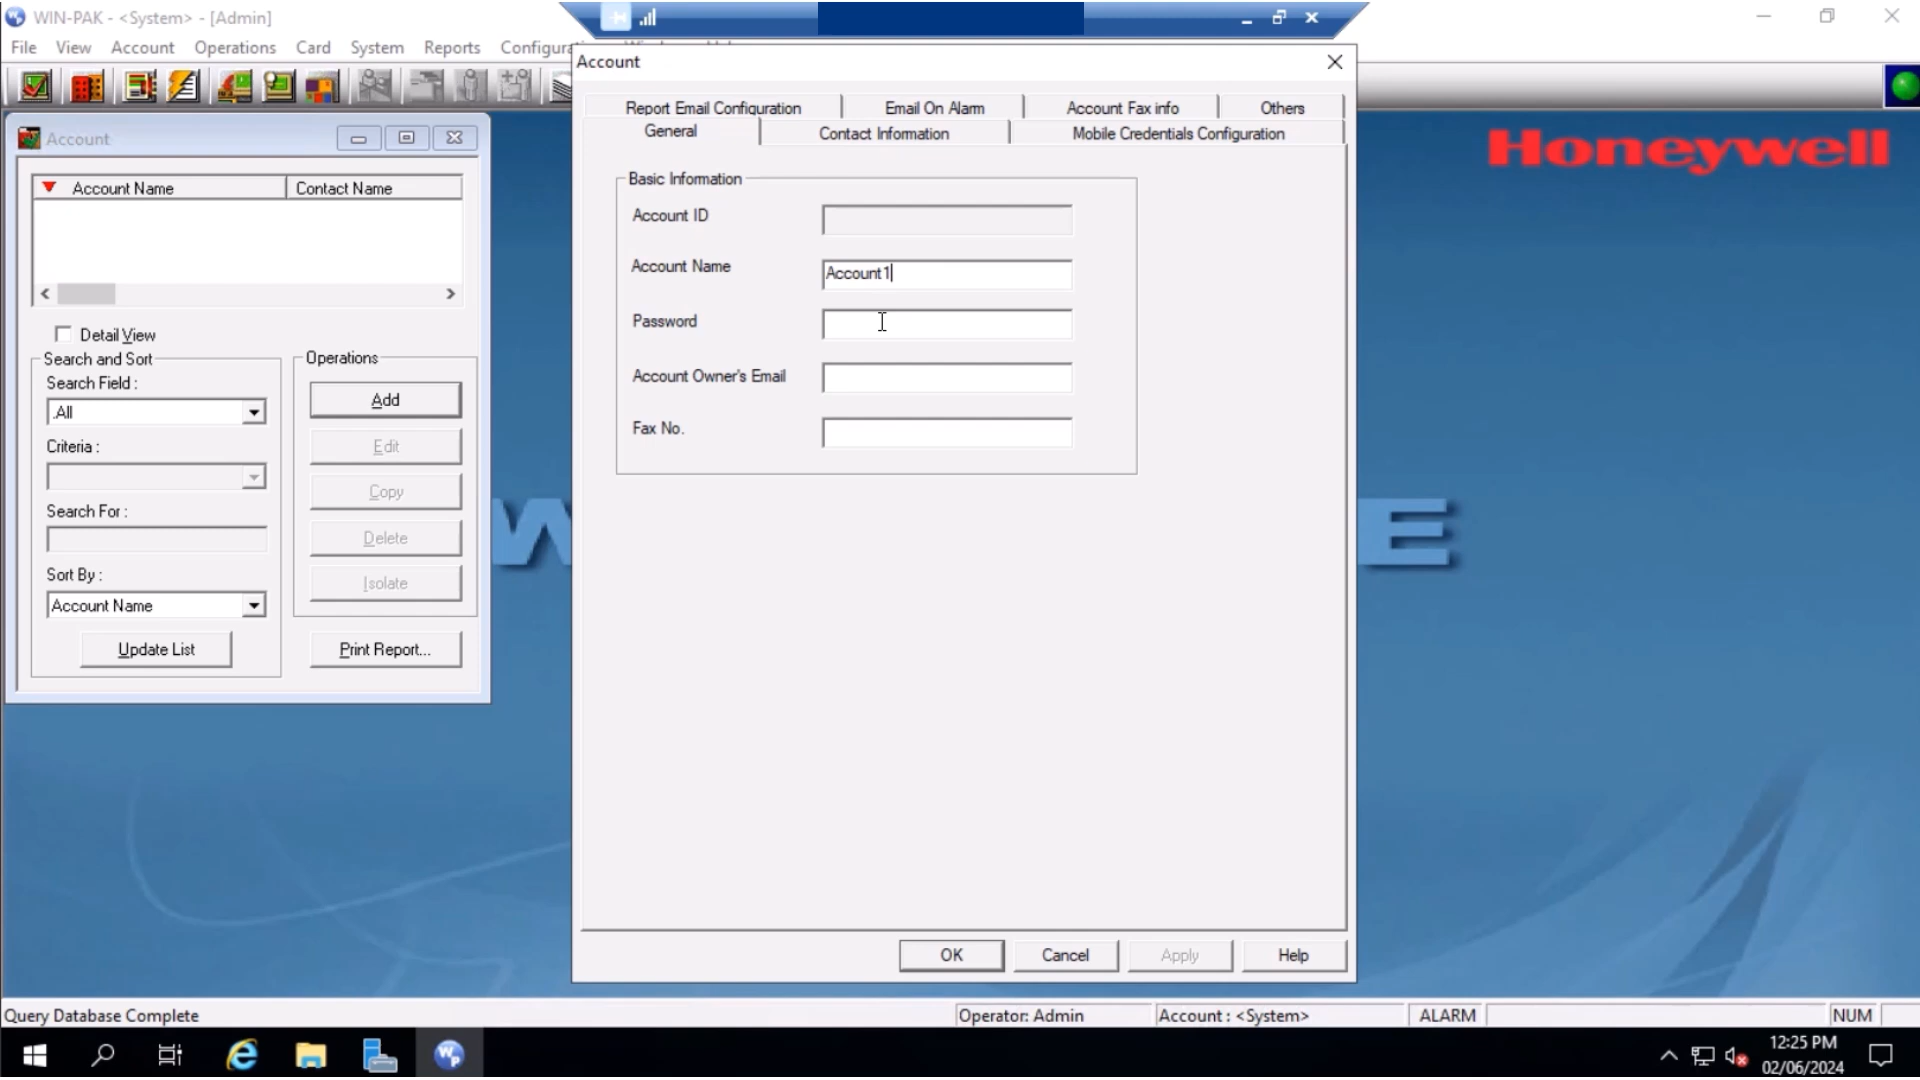 WIN-PAK - <System> - [Admin]
File View Account Operations Card System Reports
Account
Account Name Contact Name
Detail View
Search and Sort
Search Field :
.All
Criteria :
Search For :
Sort By :
Account Name
Update List
Operations
Add
Edit
Copy
Delete
Isolate
Print Report...
Account
Report Email Configuration Email On Alarm Account Fax info Others
General Contact Information Mobile Credentials Configuration
Basic Information
Account ID
Account Name Account1
Password
Account Owner's Email
Fax No.
OK Cancel Apply Help
Honeywell
W E
Query Database Complete Operator: Admin Account : <System> ALARM NUM
12:25 PM
02/06/2024